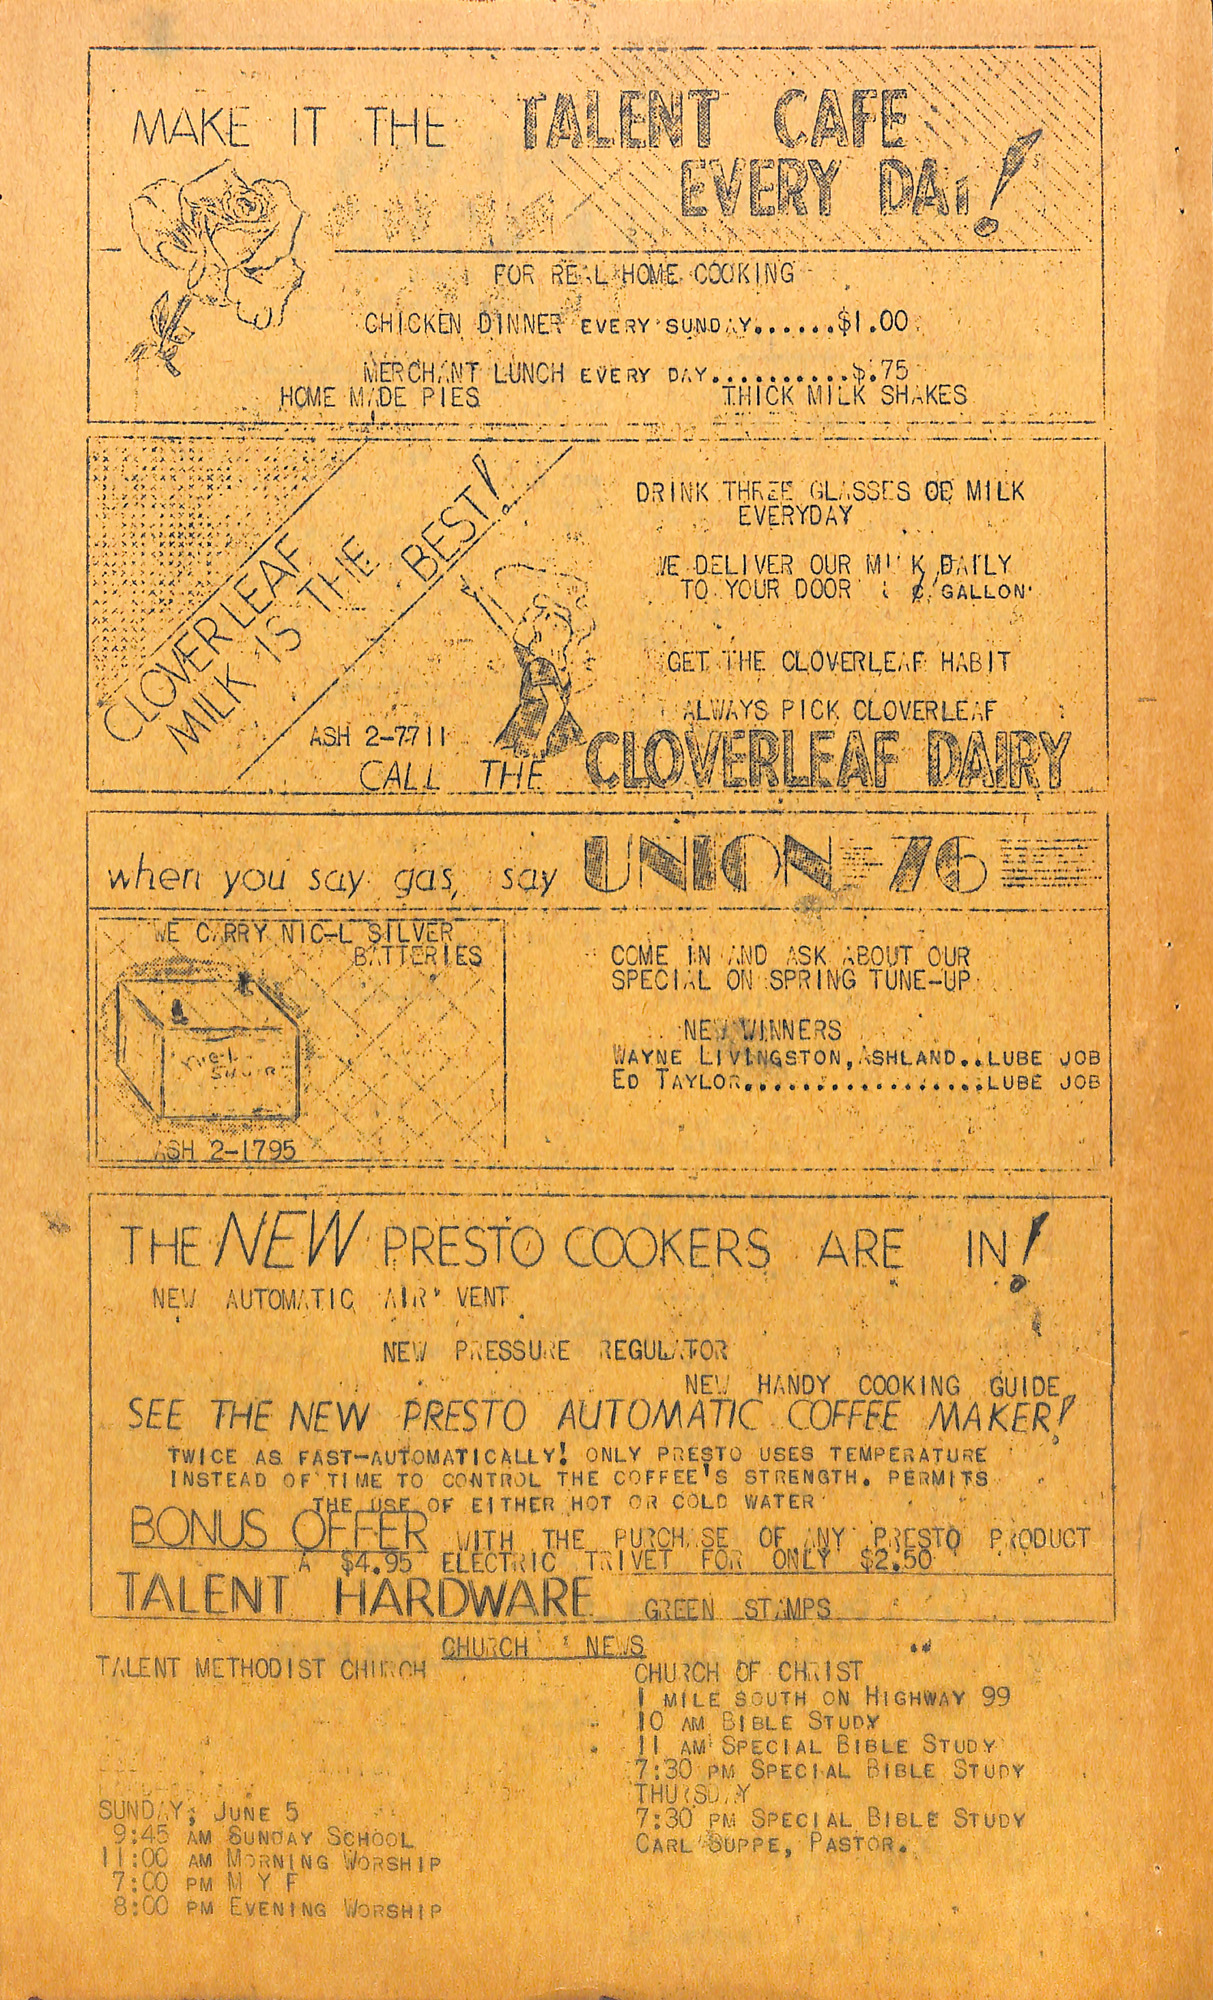 MAKE IT THE TALENT CAFE
EVERY DAY!
FOR REAL HOME COOKING
CHICKEN DINNER EVERY SUNDAY......$1.00
MERCHANT LUNCH EVERY DAY..........$.75
HOME MADE PIES THICK MILK SHAKES
CLOVERLEAF
MILK IS THE BEST!
DRINK THREE GLASSES OF MILK
EVERYDAY
WE DELIVER OUR MILK DAILY
TO YOUR DOOR ¢ GALLON
GET THE CLOVERLEAF HABIT
ALWAYS PICK CLOVERLEAF
ASH 2-7711
CALL THE CLOVERLEAF DAIRY
when you say gas, say UNION-76
WE CARRY NIC-L SILVER
BATTERIES
NIC-L
SILVER
ASH 2-1795
COME IN AND ASK ABOUT OUR
SPECIAL ON SPRING TUNE-UP
NEW WINNERS
WAYNE LIVINGSTON, ASHLAND..LUBE JOB
ED TAYLOR.................LUBE JOB
THE NEW PRESTO COOKERS ARE IN!
NEW AUTOMATIC AIR VENT
NEW PRESSURE REGULATOR
NEW HANDY COOKING GUIDE
SEE THE NEW PRESTO AUTOMATIC COFFEE MAKER!
TWICE AS FAST-AUTOMATICALLY! ONLY PRESTO USES TEMPERATURE
INSTEAD OF TIME TO CONTROL THE COFFEE'S STRENGTH. PERMITS
THE USE OF EITHER HOT OR COLD WATER
BONUS OFFER WITH THE PURCHASE OF ANY PRESTO PRODUCT
A $4.95 ELECTRIC TRIVET FOR ONLY $2.50
TALENT HARDWARE GREEN STAMPS
CHURCH NEWS
TALENT METHODIST CHURCH
SUNDAY, JUNE 5
9:45 AM SUNDAY SCHOOL
11:00 AM MORNING WORSHIP
7:00 PM M Y F
8:00 PM EVENING WORSHIP
CHURCH OF CHRIST
1 MILE SOUTH ON HIGHWAY 99
10 AM BIBLE STUDY
11 AM SPECIAL BIBLE STUDY
7:30 PM SPECIAL BIBLE STUDY
THURSDAY
7:30 PM SPECIAL BIBLE STUDY
CARL SUPPE, PASTOR.